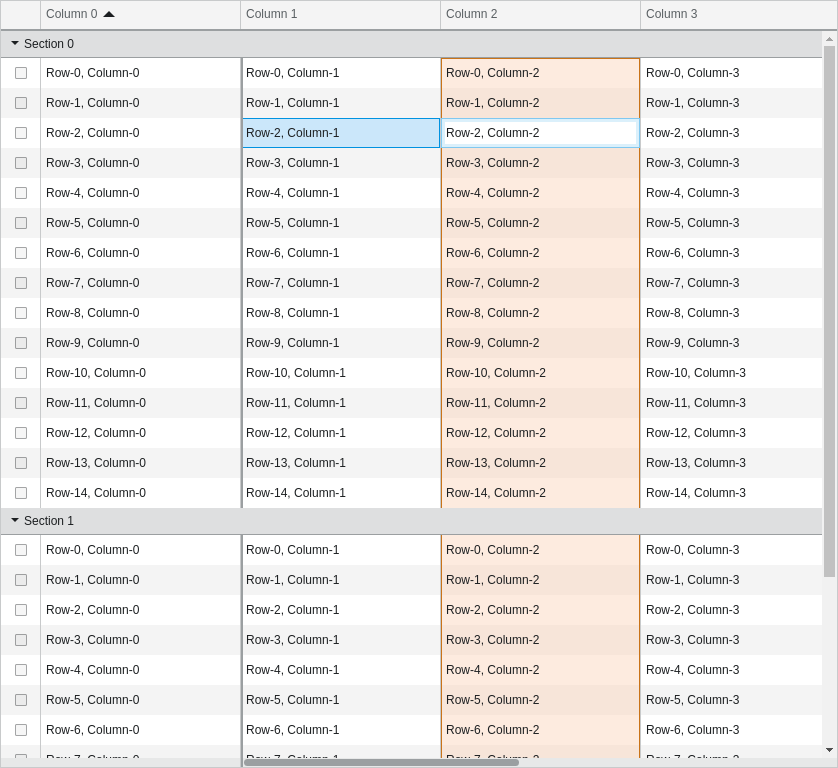 Column 0 Column 1 Column 2 Column 3
Section 0
Row-0, Column-0 Row-0, Column-1 Row-0, Column-2 Row-0, Column-3
Row-1, Column-0 Row-1, Column-1 Row-1, Column-2 Row-1, Column-3
Row-2, Column-0 Row-2, Column-1 Row-2, Column-2 Row-2, Column-3
Row-3, Column-0 Row-3, Column-1 Row-3, Column-2 Row-3, Column-3
Row-4, Column-0 Row-4, Column-1 Row-4, Column-2 Row-4, Column-3
Row-5, Column-0 Row-5, Column-1 Row-5, Column-2 Row-5, Column-3
Row-6, Column-0 Row-6, Column-1 Row-6, Column-2 Row-6, Column-3
Row-7, Column-0 Row-7, Column-1 Row-7, Column-2 Row-7, Column-3
Row-8, Column-0 Row-8, Column-1 Row-8, Column-2 Row-8, Column-3
Row-9, Column-0 Row-9, Column-1 Row-9, Column-2 Row-9, Column-3
Row-10, Column-0 Row-10, Column-1 Row-10, Column-2 Row-10, Column-3
Row-11, Column-0 Row-11, Column-1 Row-11, Column-2 Row-11, Column-3
Row-12, Column-0 Row-12, Column-1 Row-12, Column-2 Row-12, Column-3
Row-13, Column-0 Row-13, Column-1 Row-13, Column-2 Row-13, Column-3
Row-14, Column-0 Row-14, Column-1 Row-14, Column-2 Row-14, Column-3
Section 1
Row-0, Column-0 Row-0, Column-1 Row-0, Column-2 Row-0, Column-3
Row-1, Column-0 Row-1, Column-1 Row-1, Column-2 Row-1, Column-3
Row-2, Column-0 Row-2, Column-1 Row-2, Column-2 Row-2, Column-3
Row-3, Column-0 Row-3, Column-1 Row-3, Column-2 Row-3, Column-3
Row-4, Column-0 Row-4, Column-1 Row-4, Column-2 Row-4, Column-3
Row-5, Column-0 Row-5, Column-1 Row-5, Column-2 Row-5, Column-3
Row-6, Column-0 Row-6, Column-1 Row-6, Column-2 Row-6, Column-3